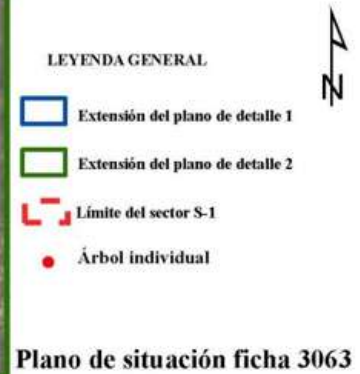 N
LEYENDA GENERAL
Extensión del plano de detalle 1
Extensión del plano de detalle 2
Límite del sector S-1
Árbol individual
Plano de situación ficha 3063